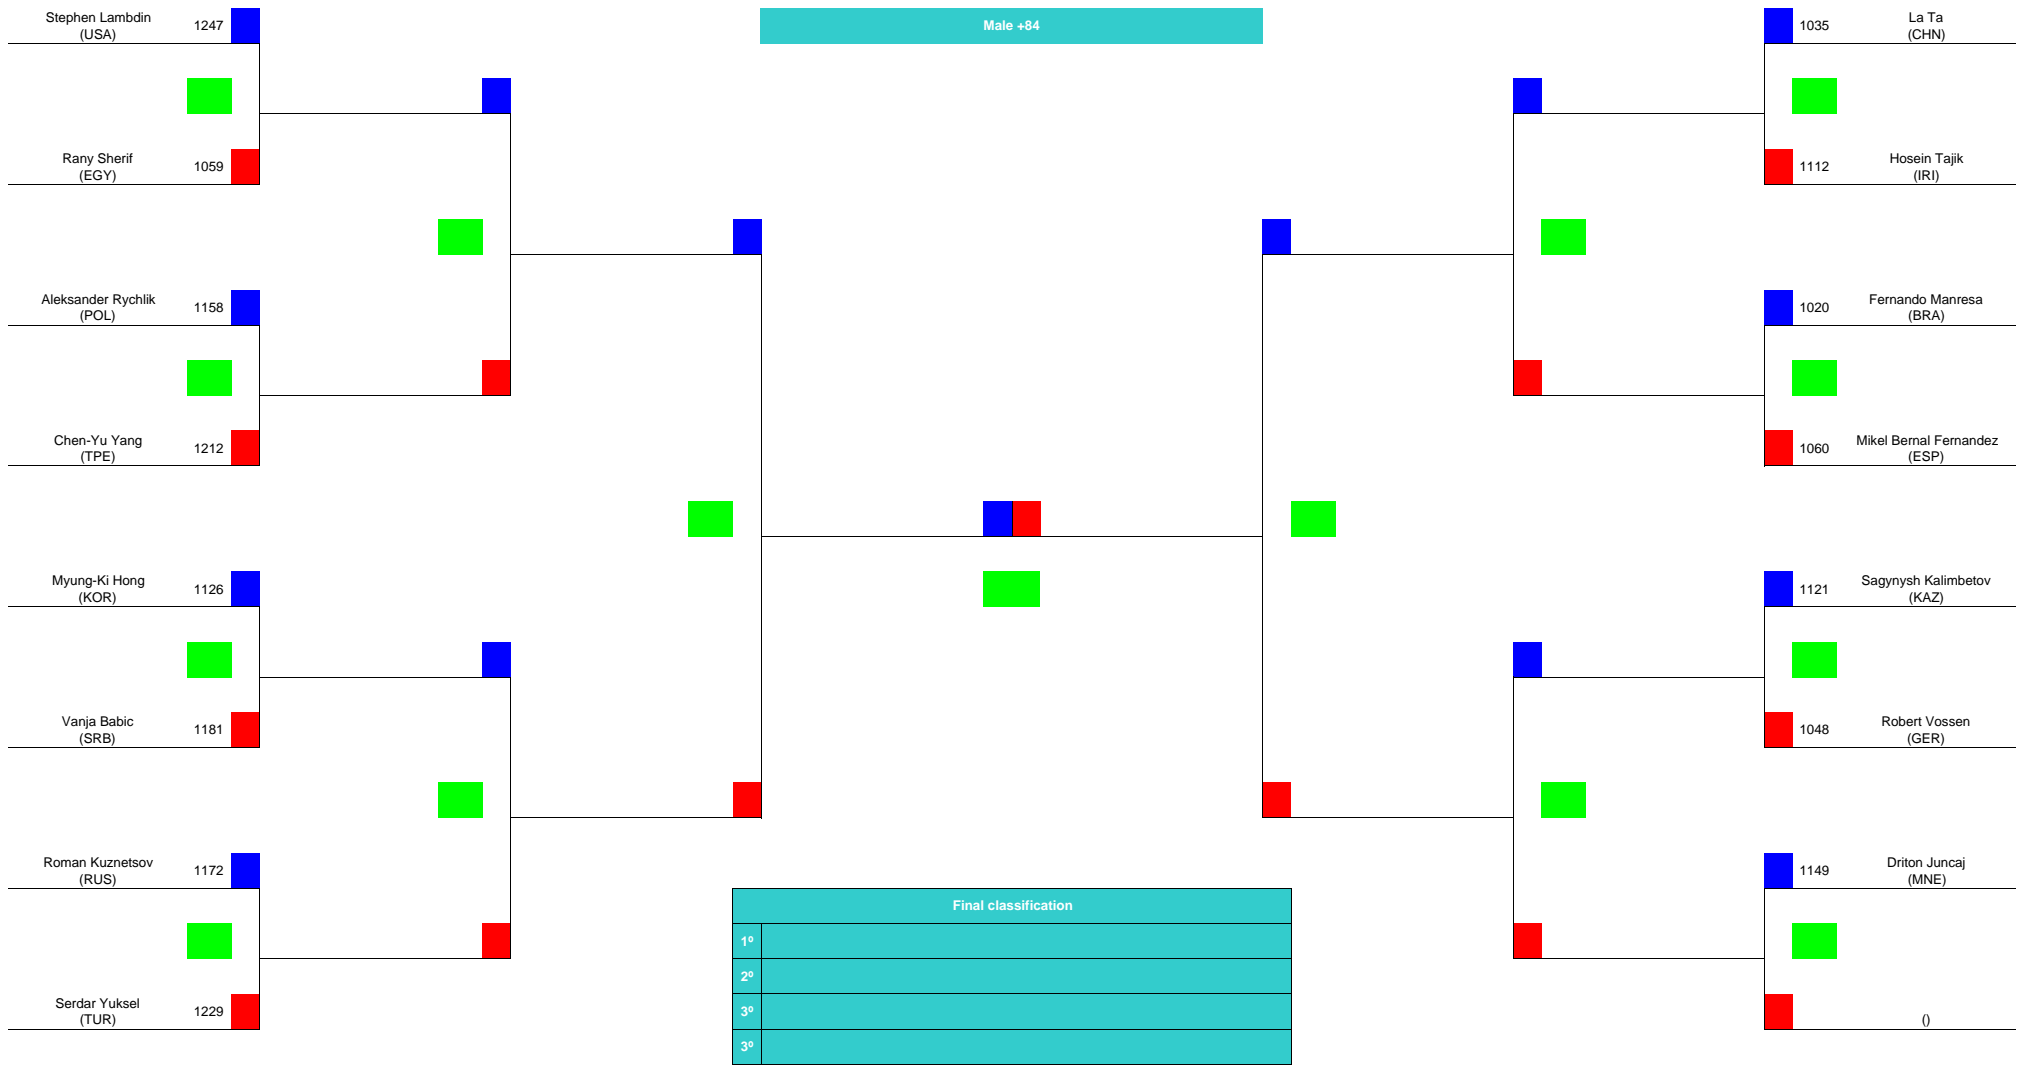 Male +84
Stephen Lambdin
(USA)
1247
Rany Sherif
(EGY)
1059
Aleksander Rychlik
(POL)
1158
Chen-Yu Yang
(TPE)
1212
Myung-Ki Hong
(KOR)
1126
Vanja Babic
(SRB)
1181
Roman Kuznetsov
(RUS)
1172
Serdar Yuksel
(TUR)
1229
1035
La Ta
(CHN)
1112
Hosein Tajik
(IRI)
1020
Fernando Manresa
(BRA)
1060
Mikel Bernal Fernandez
(ESP)
1121
Sagynysh Kalimbetov
(KAZ)
1048
Robert Vossen
(GER)
1149
Driton Juncaj
(MNE)
()
Final classification
1º
2º
3º
3º